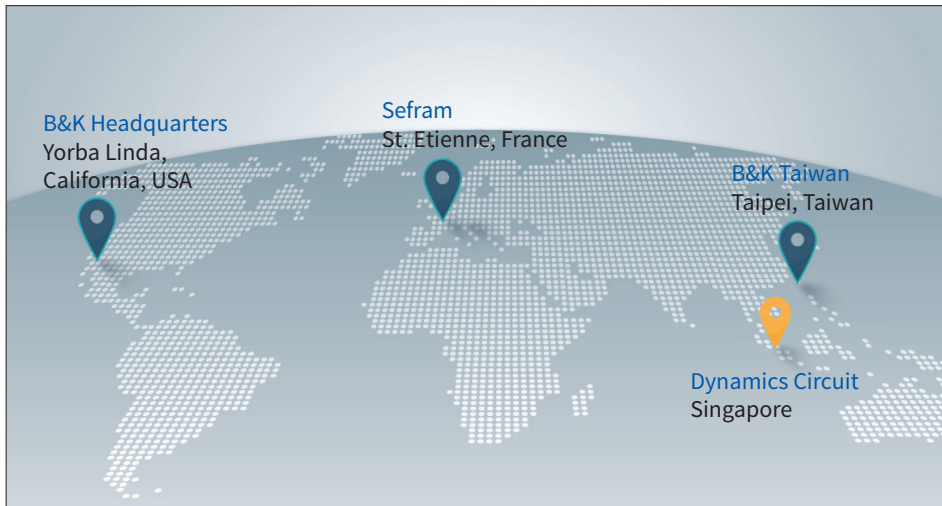 B&K Headquarters
Yorba Linda,
California, USA
Sefram
St. Etienne, France
B&K Taiwan
Taipei, Taiwan
Dynamics Circuit
Singapore